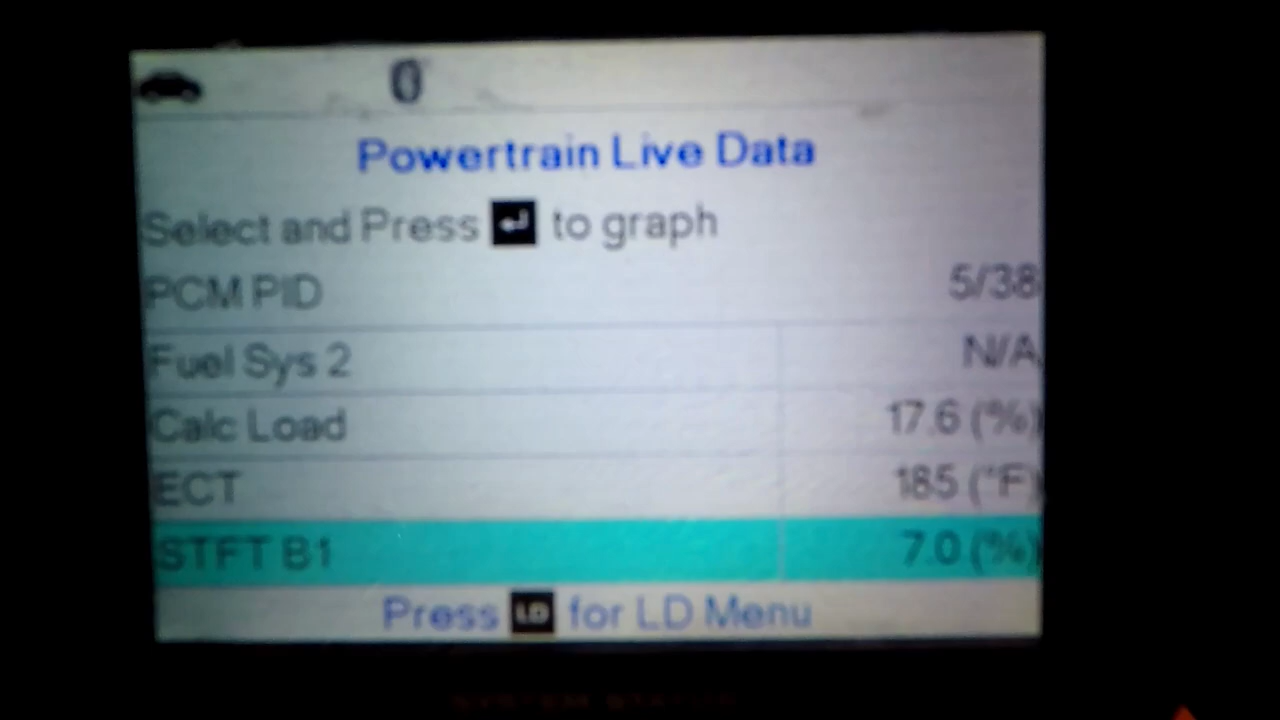 0
Powertrain Live Data
Select and Press ↵ to graph
PCM PID 5/38
Fuel Sys 2 N/A
Calc Load 17.6 (%)
ECT 185 (°F)
STFT B1 7.0 (%)
Press LD for LD Menu